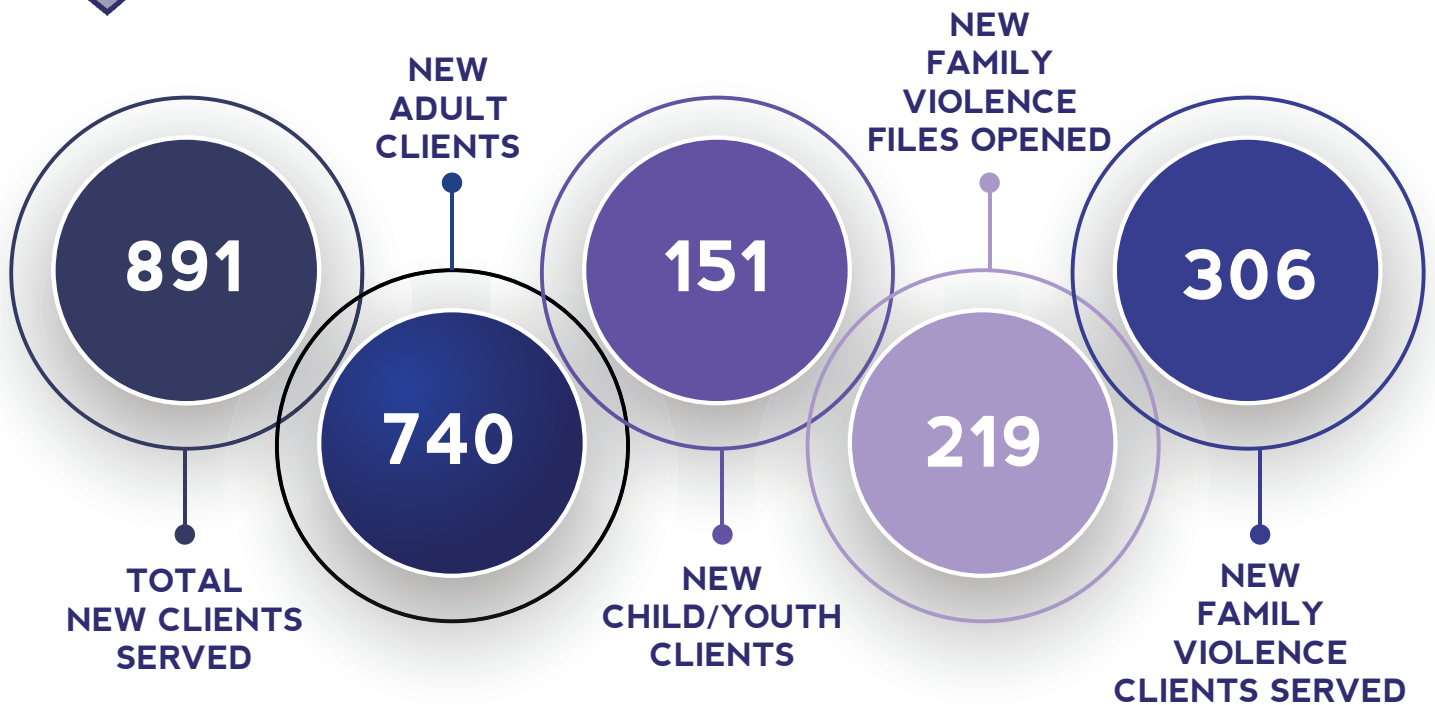 891
TOTAL
NEW CLIENTS
SERVED
NEW
ADULT
CLIENTS
740
151
NEW
CHILD/YOUTH
CLIENTS
NEW
FAMILY
VIOLENCE
FILES OPENED
219
306
NEW
FAMILY
VIOLENCE
CLIENTS SERVED